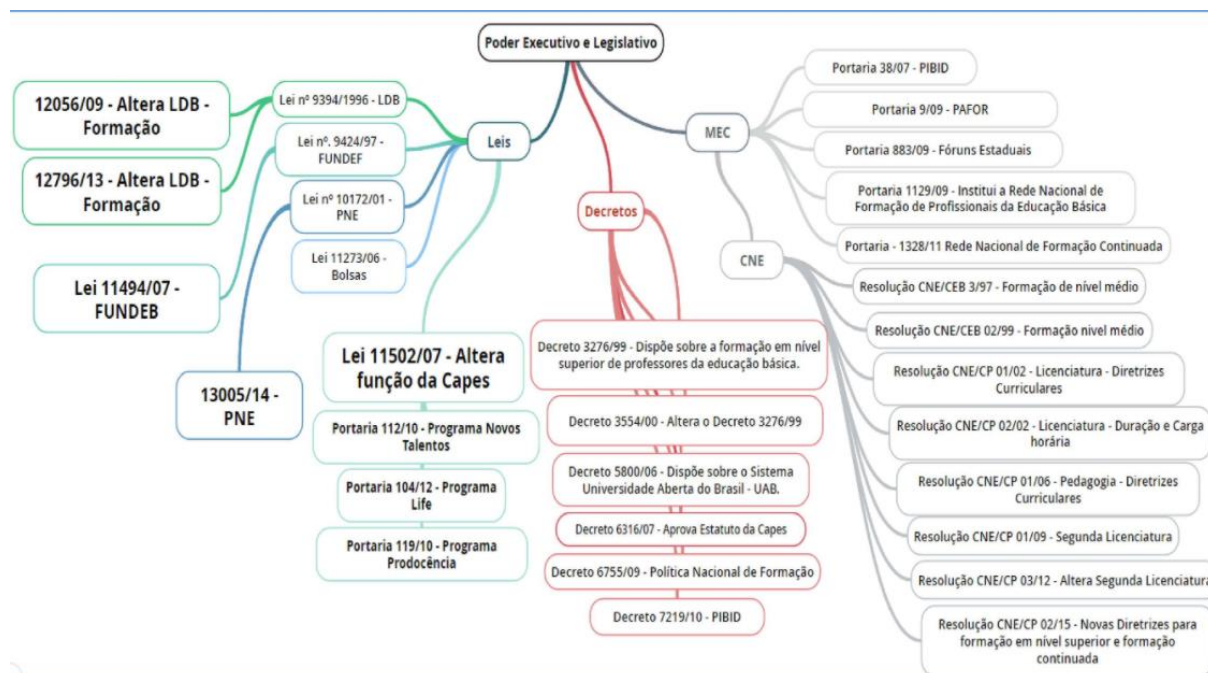 Poder Executivo e Legislativo
Leis
Lei nº 9394/1996 - LDB
12056/09 - Altera LDB -
Formação
12796/13 - Altera LDB -
Formação
Lei nº. 9424/97 -
FUNDEF
Lei 11494/07 -
FUNDEB
Lei nº 10172/01 -
PNE
13005/14 -
PNE
Lei 11273/06 -
Bolsas
Lei 11502/07 - Altera
função da Capes
Portaria 112/10 - Programa Novos
Talentos
Portaria 104/12 - Programa
Life
Portaria 119/10 - Programa
Prodocência
Decretos
Decreto 3276/99 - Dispõe sobre a formação em nível
superior de professores da educação básica.
Decreto 3554/00 - Altera o Decreto 3276/99
Decreto 5800/06 - Dispõe sobre o Sistema
Universidade Aberta do Brasil - UAB.
Decreto 6316/07 - Aprova Estatuto da Capes
Decreto 6755/09 - Política Nacional de Formação
Decreto 7219/10 - PIBID
MEC
Portaria 38/07 - PIBID
Portaria 9/09 - PAFOR
Portaria 883/09 - Fóruns Estaduais
Portaria 1129/09 - Institui a Rede Nacional de
Formação de Profissionais da Educação Básica
Portaria - 1328/11 Rede Nacional de Formação Continuada
CNE
Resolução CNE/CEB 3/97 - Formação de nível médio
Resolução CNE/CEB 02/99 - Formação nivel médio
Resolução CNE/CP 01/02 - Licenciatura - Diretrizes
Curriculares
Resolução CNE/CP 02/02 - Licenciatura - Duração e Carga
horária
Resolução CNE/CP 01/06 - Pedagogia - Diretrizes
Curriculares
Resolução CNE/CP 01/09 - Segunda Licenciatura
Resolução CNE/CP 03/12 - Altera Segunda Licenciatura
Resolução CNE/CP 02/15 - Novas Diretrizes para
formação em nível superior e formação
continuada